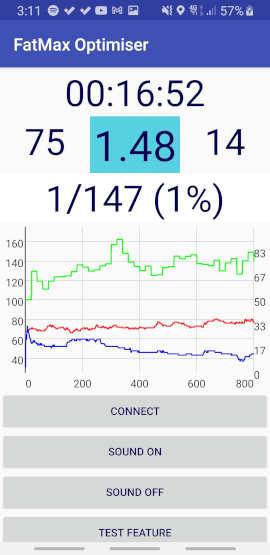 3:11 57%
FatMax Optimiser
00:16:52
75 1.48 14
1/147 (1%)
160
140
120
100
80
60
40
83
67
50
33
17
0
0 200 400 600 800
CONNECT
SOUND ON
SOUND OFF
TEST FEATURE